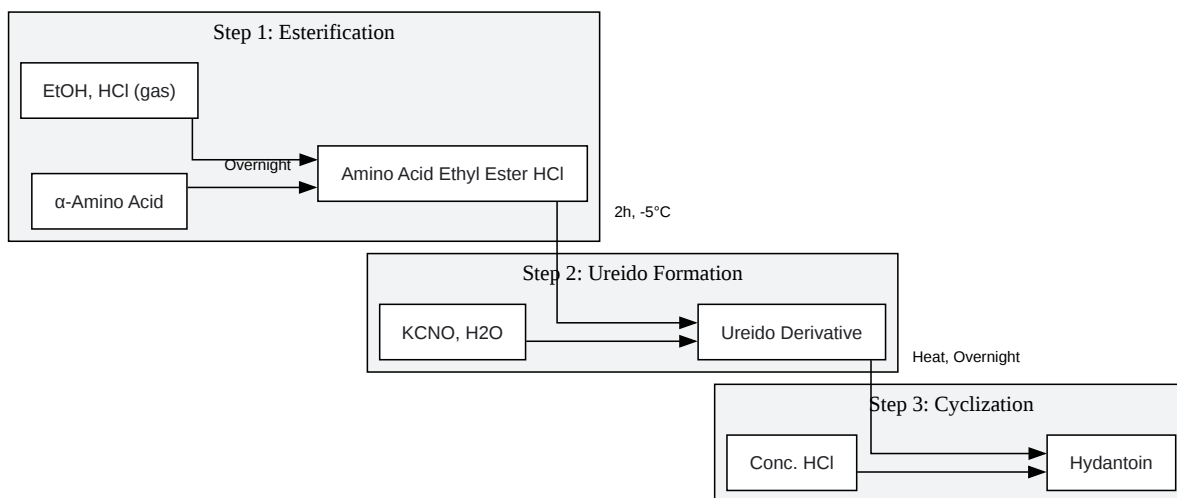 Step 1: Esterification
EtOH, HCl (gas)
Overnight
Amino Acid Ethyl Ester HCl
α-Amino Acid
2h, -5°C
Step 2: Ureido Formation
KCNO, H2O
Ureido Derivative
Heat, Overnight
Step 3: Cyclization
Conc. HCl
Hydantoin